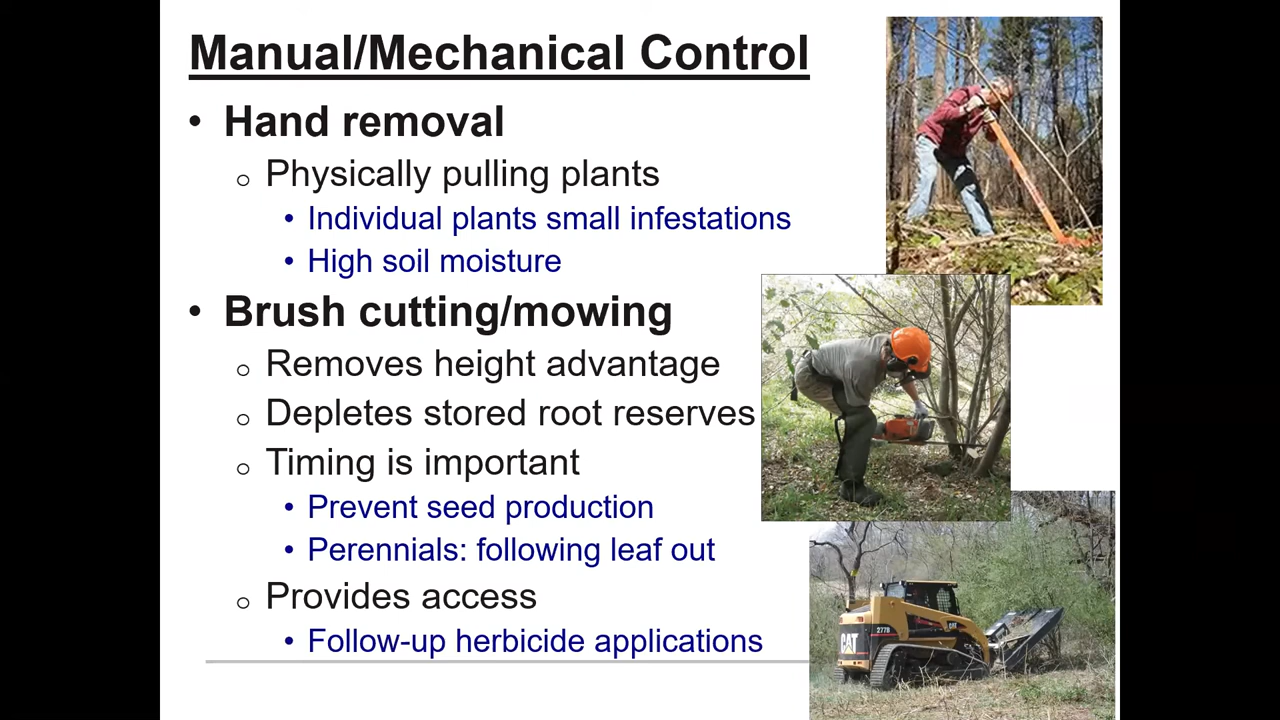 Manual/Mechanical Control
• Hand removal
o Physically pulling plants
• Individual plants small infestations
• High soil moisture
• Brush cutting/mowing
o Removes height advantage
o Depletes stored root reserves
o Timing is important
• Prevent seed production
• Perennials: following leaf out
o Provides access
• Follow-up herbicide applications
277B
CAT